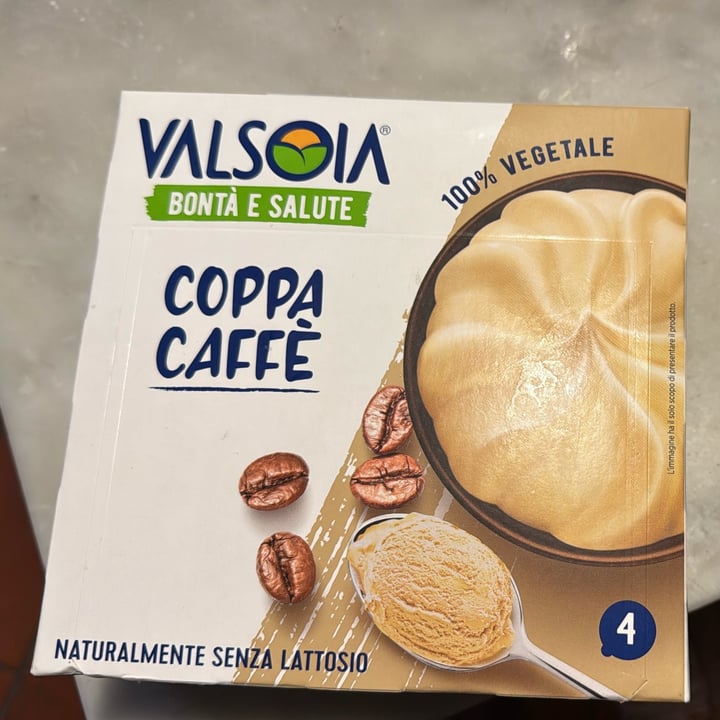 VALSOIA®
BONTÀ E SALUTE
100% VEGETALE
COPPA
CAFFÈ
L'immagine ha il solo scopo di presentare il prodotto.
4
NATURALMENTE SENZA LATTOSIO